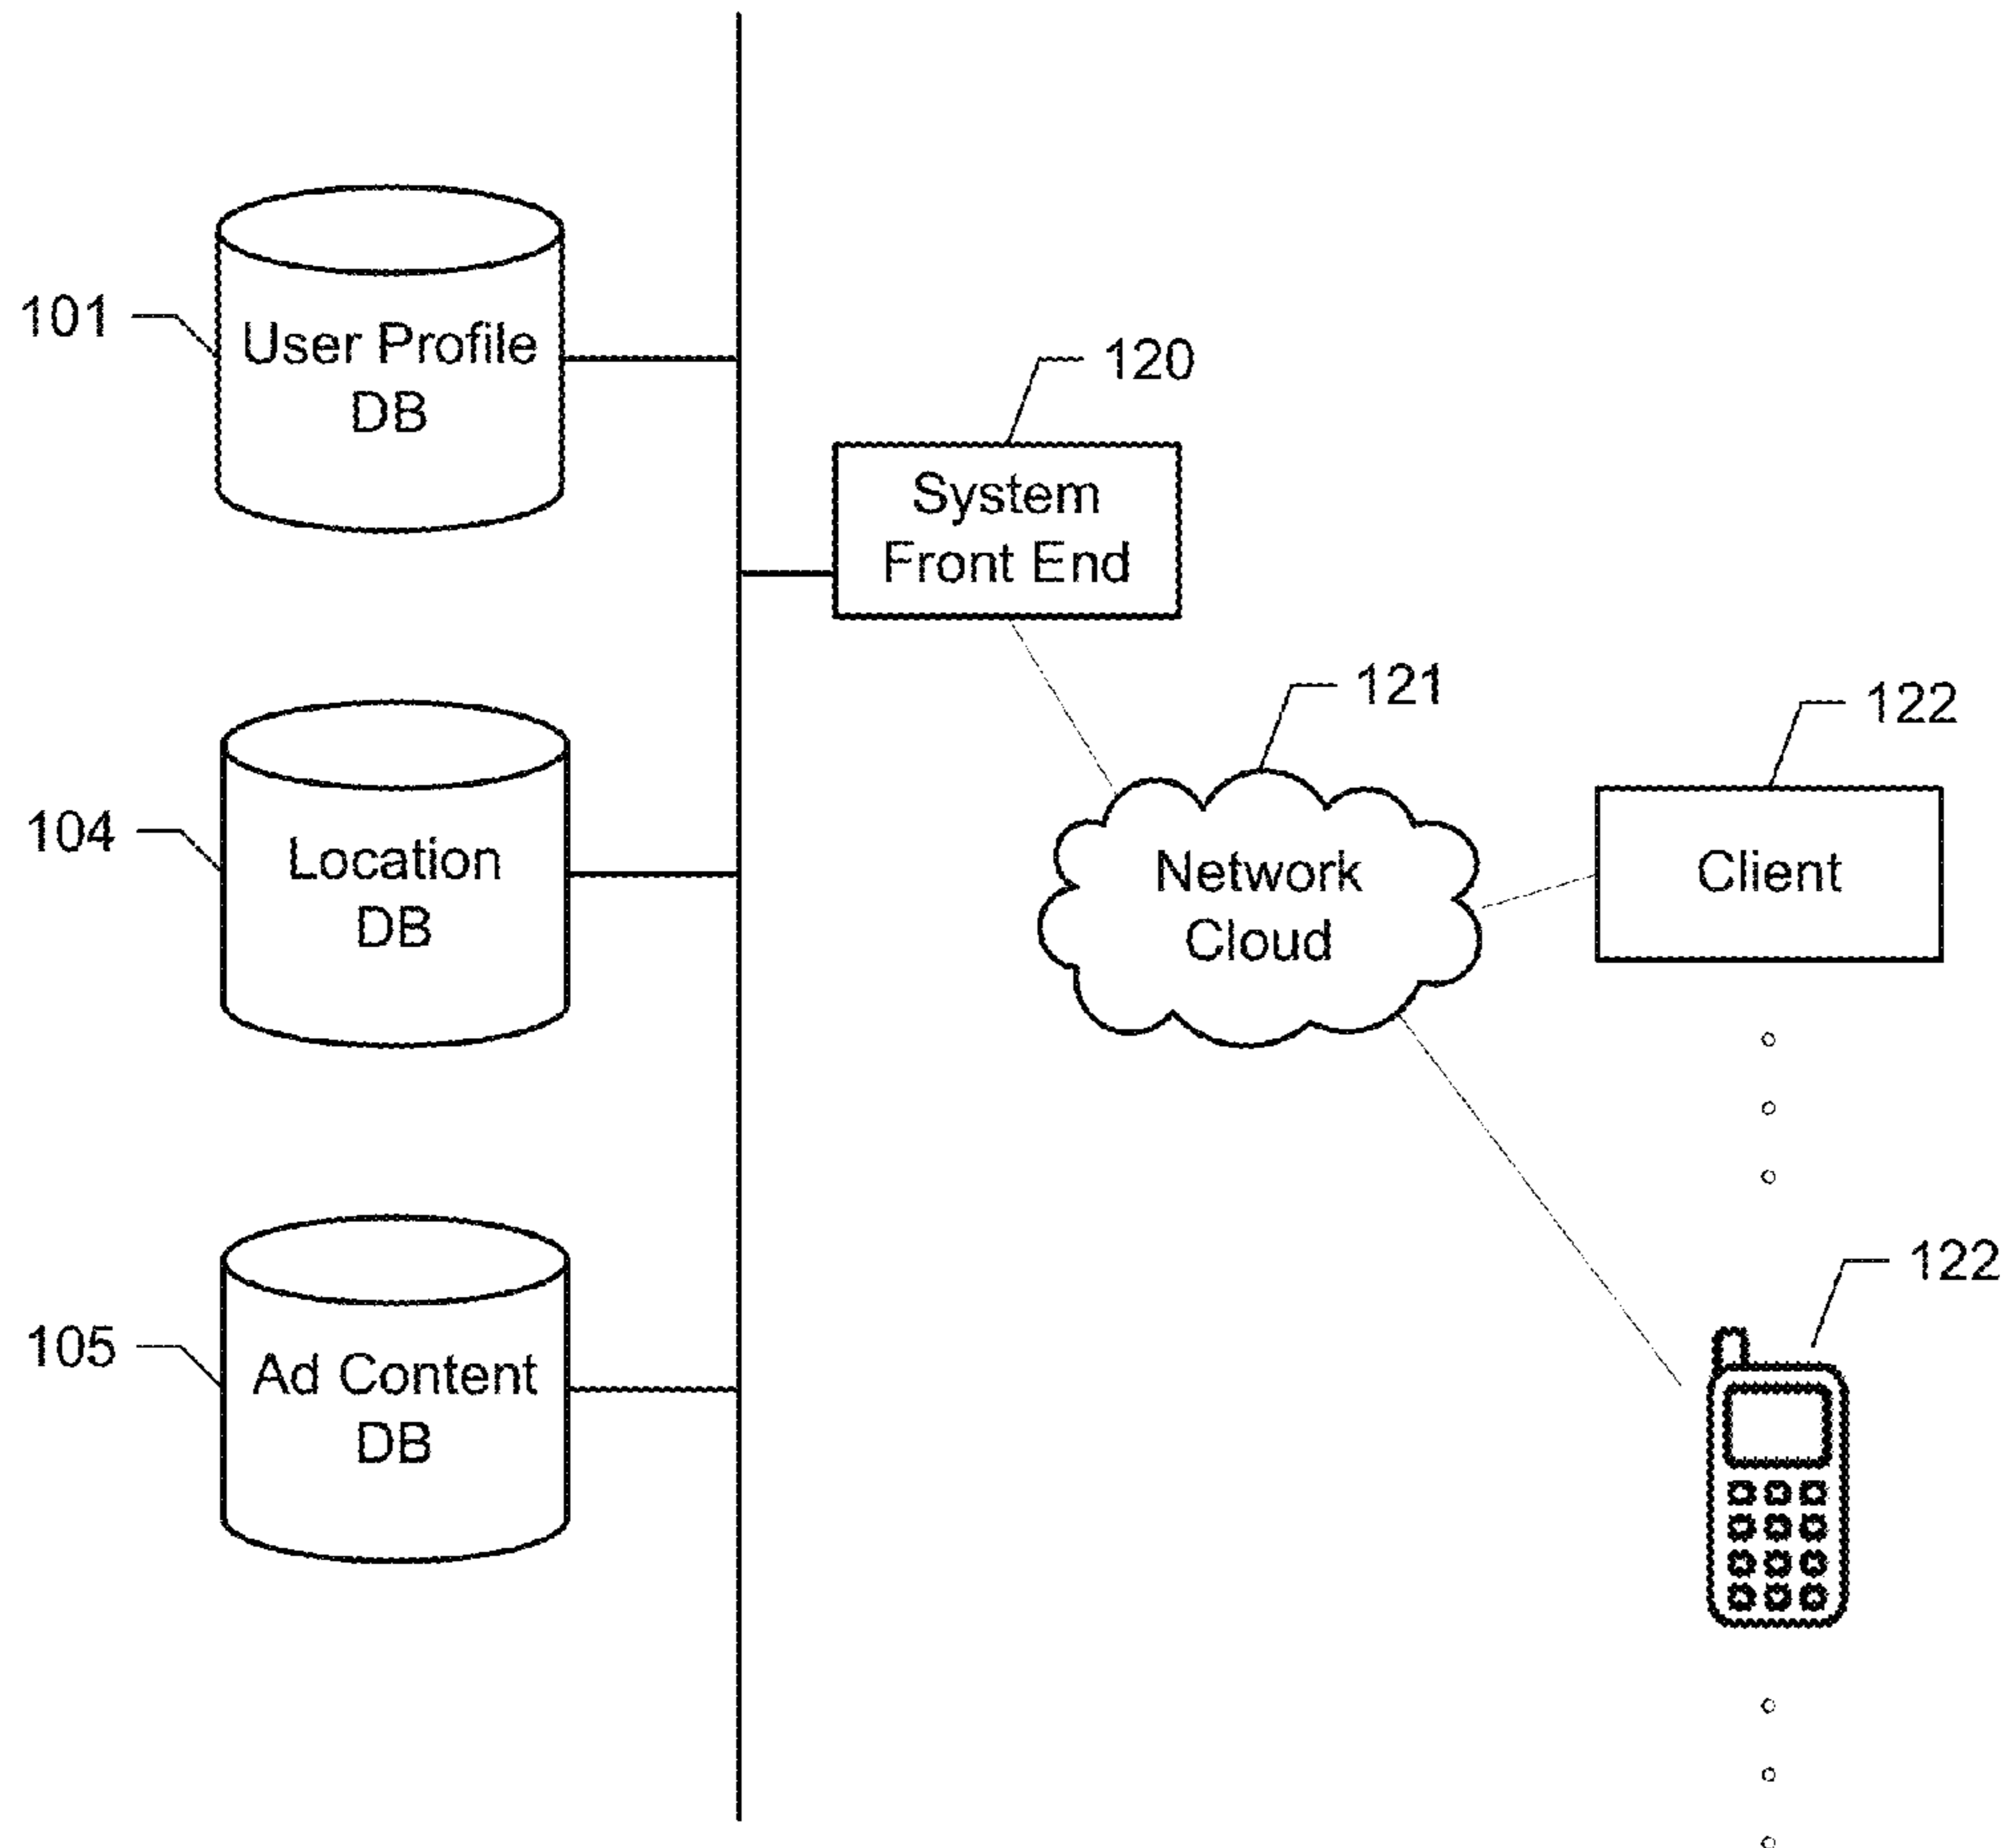 101
User Profile
DB
120
System
Front End
121
122
104
Location
DB
Network
Cloud
Client
122
105
Ad Content
DB